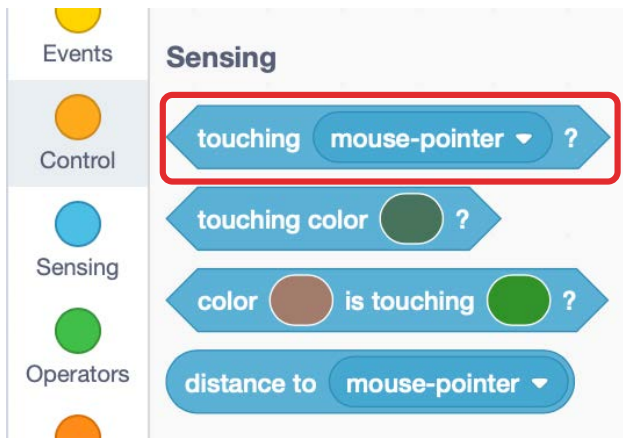 Events
Control
Sensing
Operators
Sensing
touching mouse-pointer ?
touching color ?
color is touching ?
distance to mouse-pointer